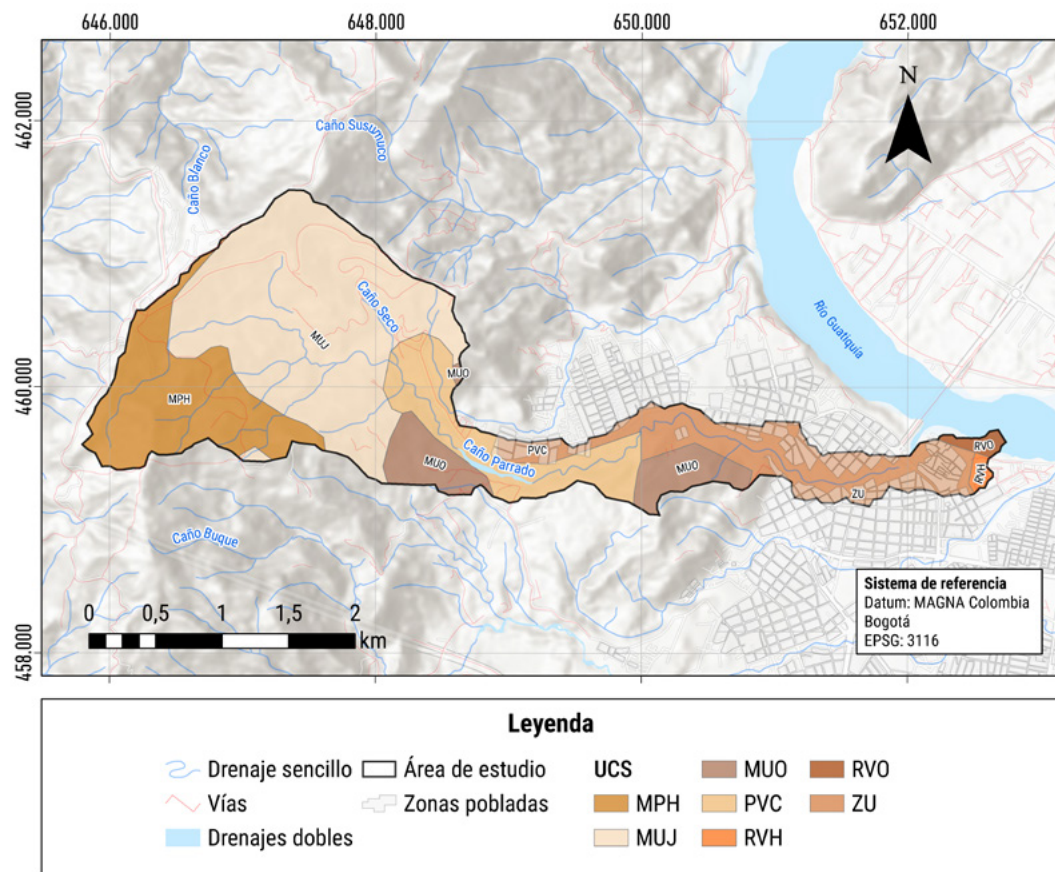 646.000
648.000
650.000
652.000
462.000
460.000
458.000
N
Caño Susumuco
Caño Blanco
Caño Seco
Río Guatiquía
MUJ
MUO
MPH
PVC
Caño Parrado
MUO
MUO
RVO
RVH
ZU
Caño Buque
0 0,5 1 1,5 2
km
Sistema de referencia
Datum: MAGNA Colombia
Bogotá
EPSG: 3116
Leyenda
Drenaje sencillo
Vías
Drenajes dobles
Área de estudio
Zonas pobladas
UCS
MPH
MUJ
MUO
PVC
RVH
RVO
ZU